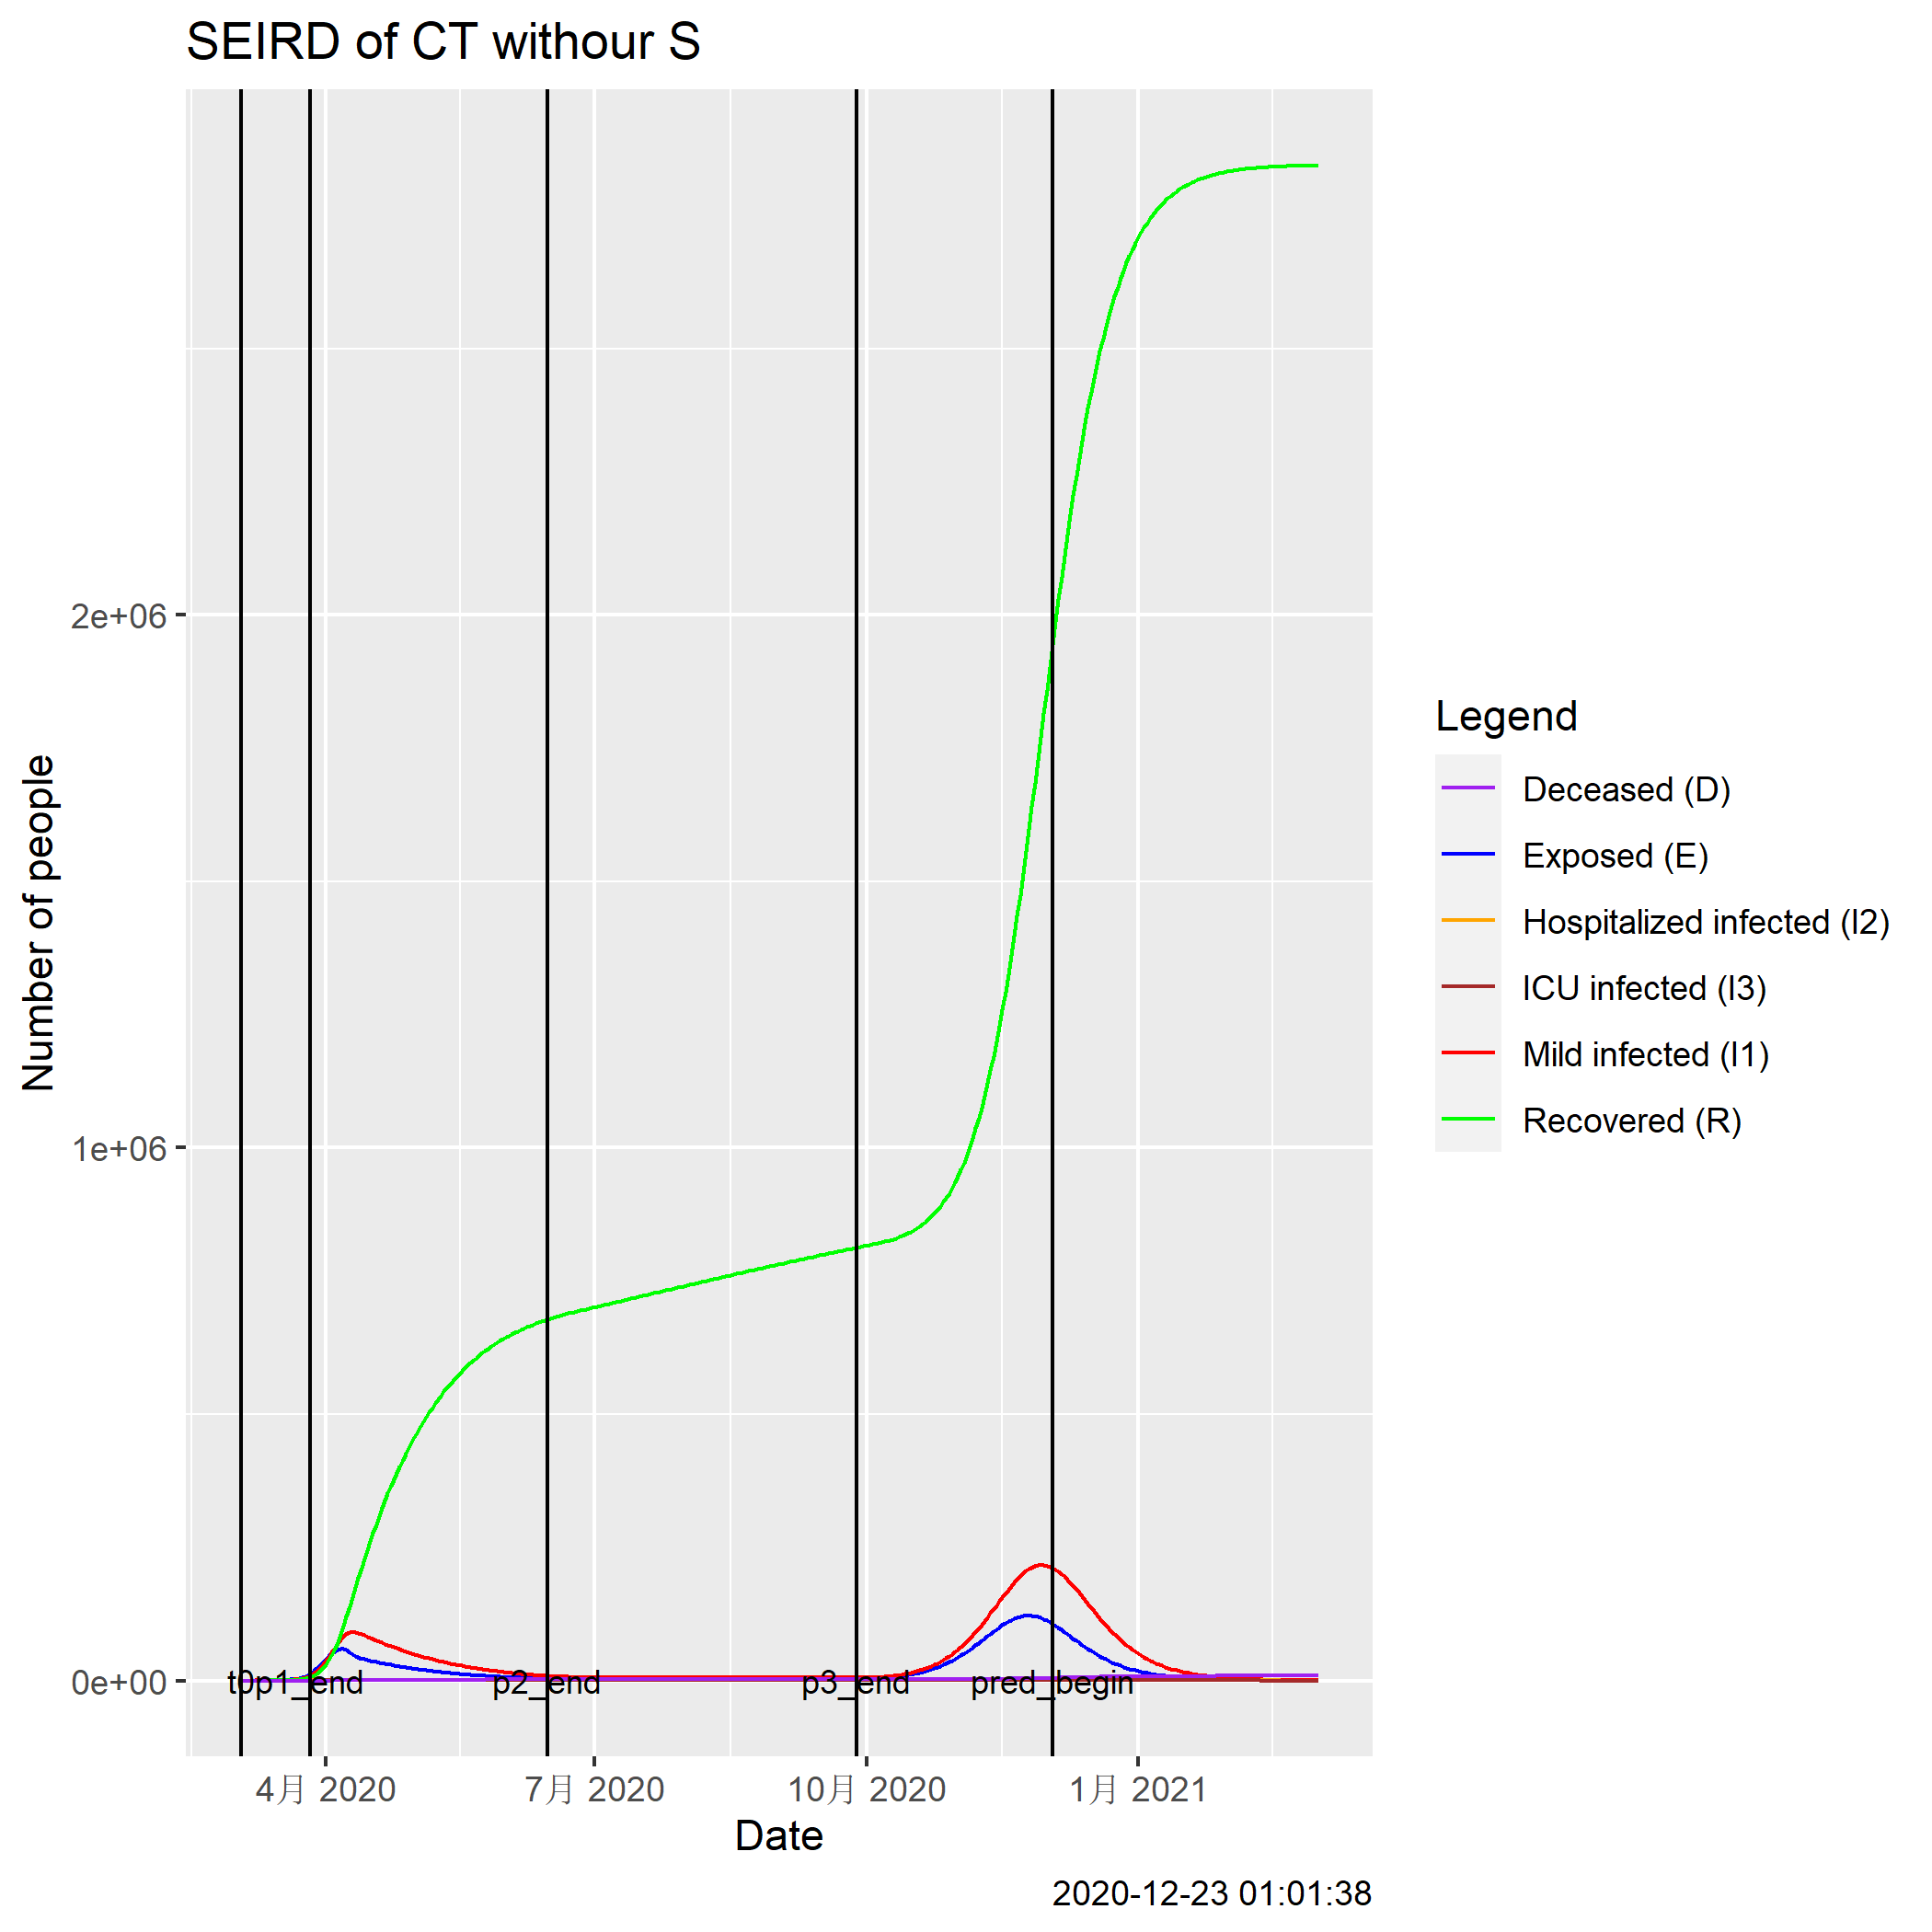 SEIRD of CT withour S
Number of people
2e+06
1e+06
0e+00
t0p1_end
p2_end
p3_end
pred_begin
4月 2020
7月 2020
10月 2020
1月 2021
Date
Legend
Deceased (D)
Exposed (E)
Hospitalized infected (I2)
ICU infected (I3)
Mild infected (I1)
Recovered (R)
2020-12-23 01:01:38